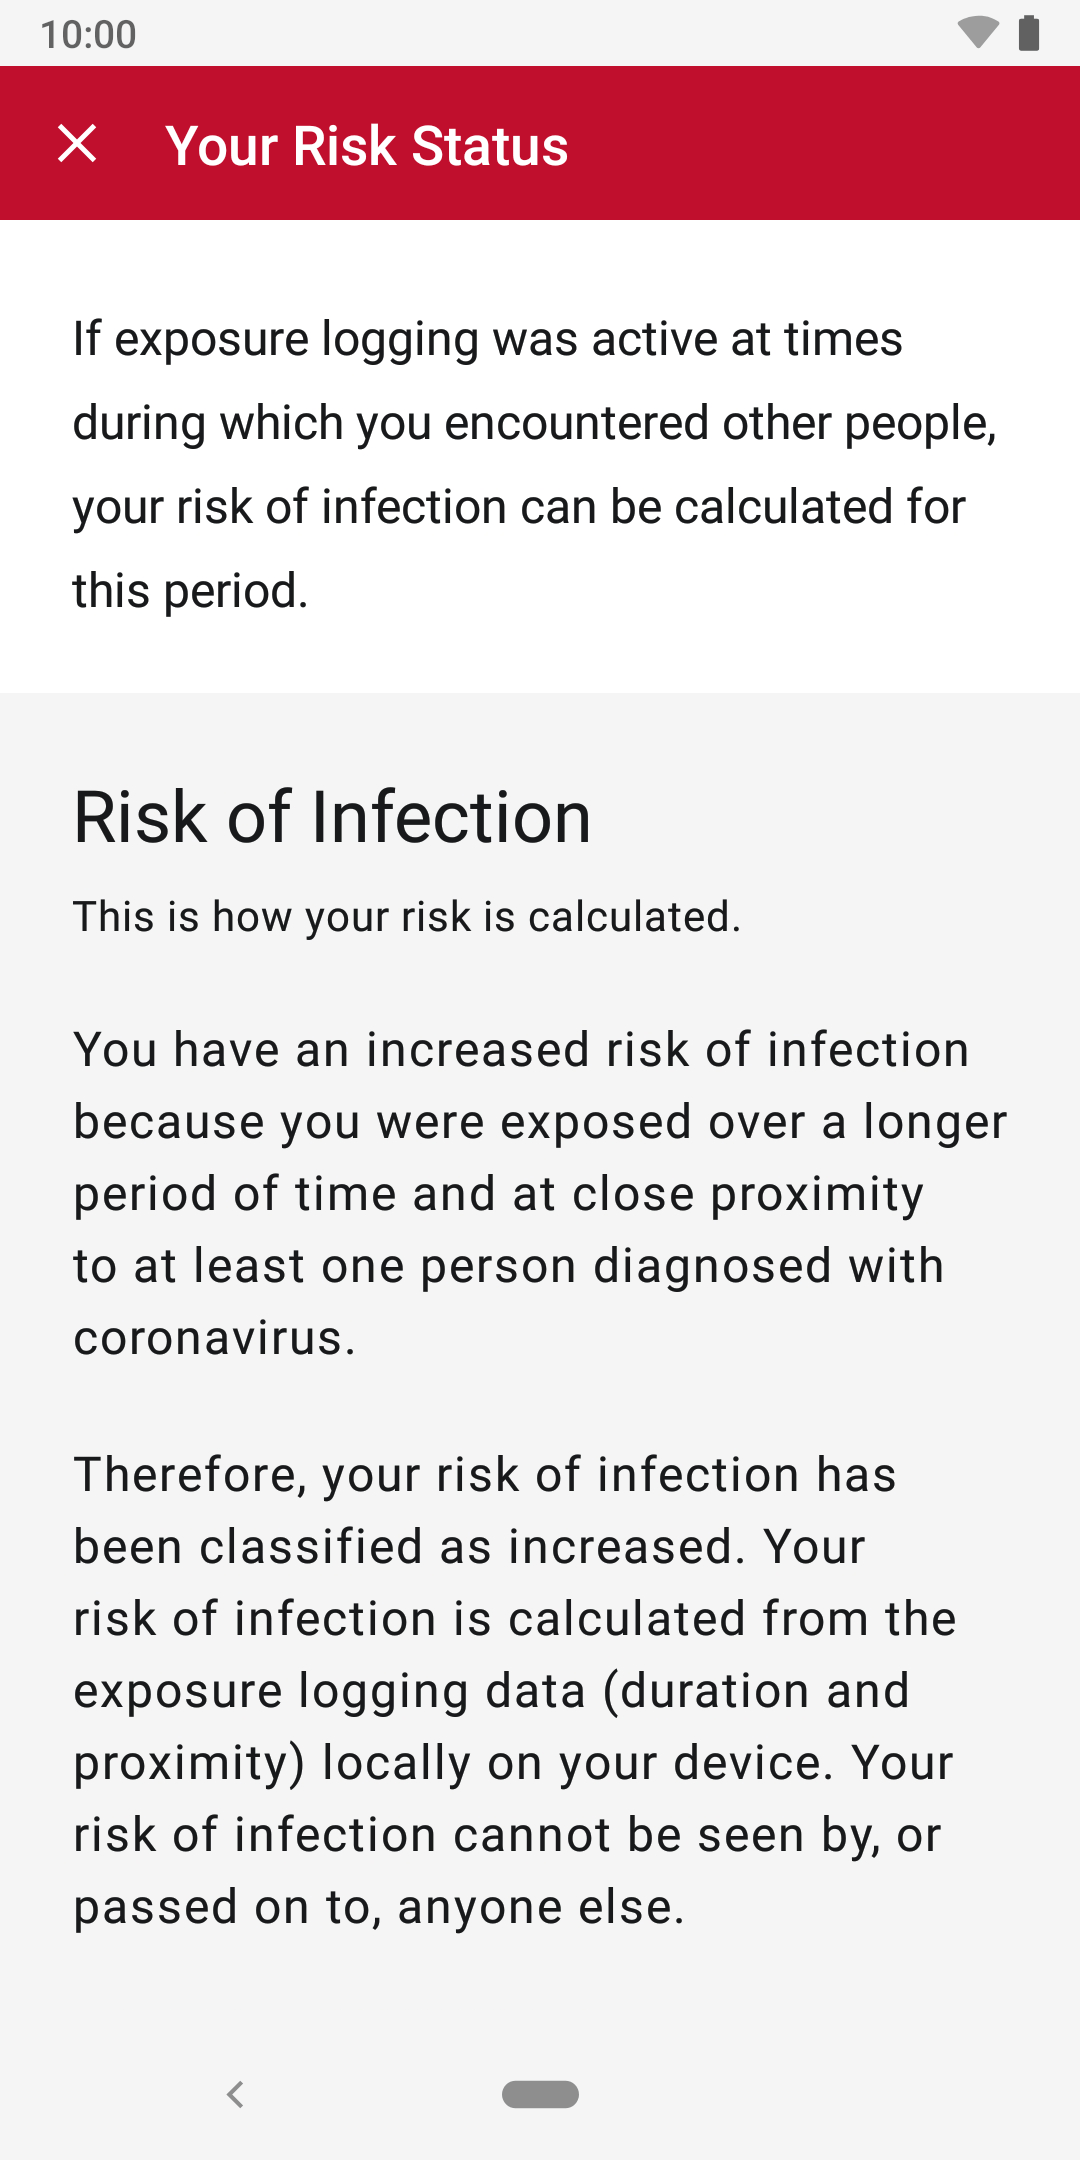 10:00
Your Risk Status
If exposure logging was active at times
during which you encountered other people,
your risk of infection can be calculated for
this period.
Risk of Infection
This is how your risk is calculated.
You have an increased risk of infection
because you were exposed over a longer
period of time and at close proximity
to at least one person diagnosed with
coronavirus.
Therefore, your risk of infection has
been classified as increased. Your
risk of infection is calculated from the
exposure logging data (duration and
proximity) locally on your device. Your
risk of infection cannot be seen by, or
passed on to, anyone else.